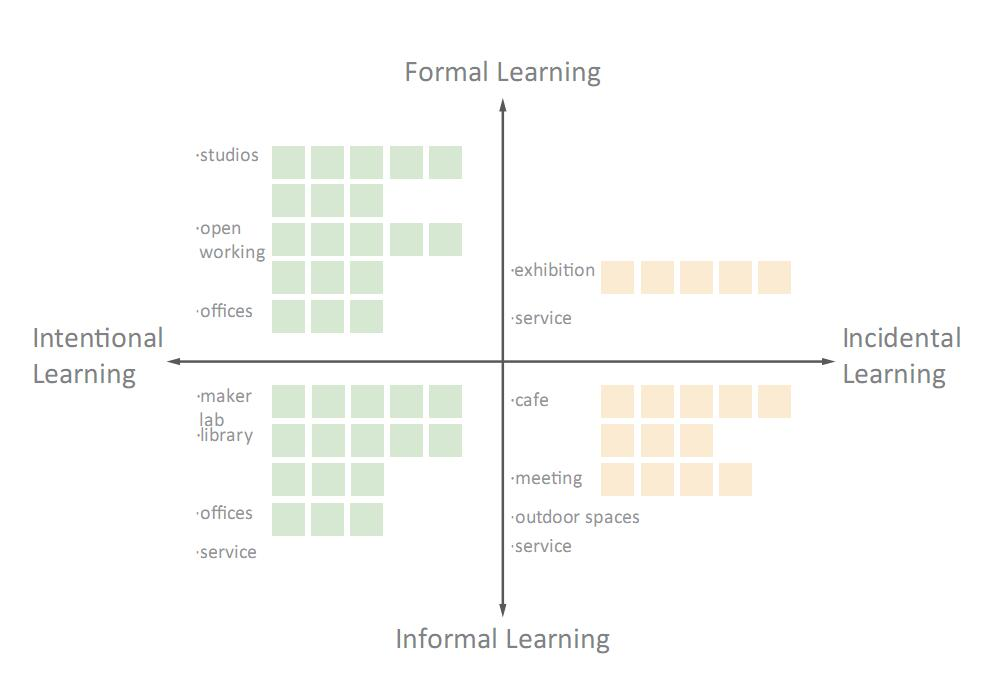 Formal Learning
·studios
·open
working
·offices
·exhibition
·service
Intentional
Learning
Incidental
Learning
·maker
lab
·library
·offices
·service
·cafe
·meeting
·outdoor spaces
·service
Informal Learning